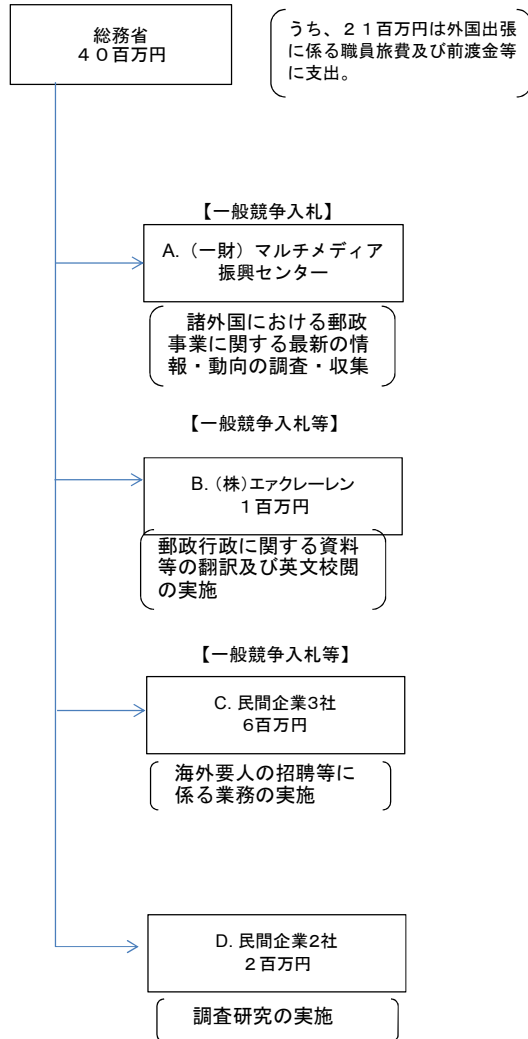 総務省
４０百万円
うち、２１百万円は外国出張
に係る職員旅費及び前渡金等
に支出。
【一般競争入札】
A.（一財）マルチメディア
振興センター
諸外国における郵政
事業に関する最新の情
報・動向の調査・収集
【一般競争入札等】
B.（株）エァクレーレン
１百万円
郵政行政に関する資料
等の翻訳及び英文校閲
の実施
【一般競争入札等】
C. 民間企業3社
6百万円
海外要人の招聘等に
係る業務の実施
D. 民間企業2社
２百万円
調査研究の実施